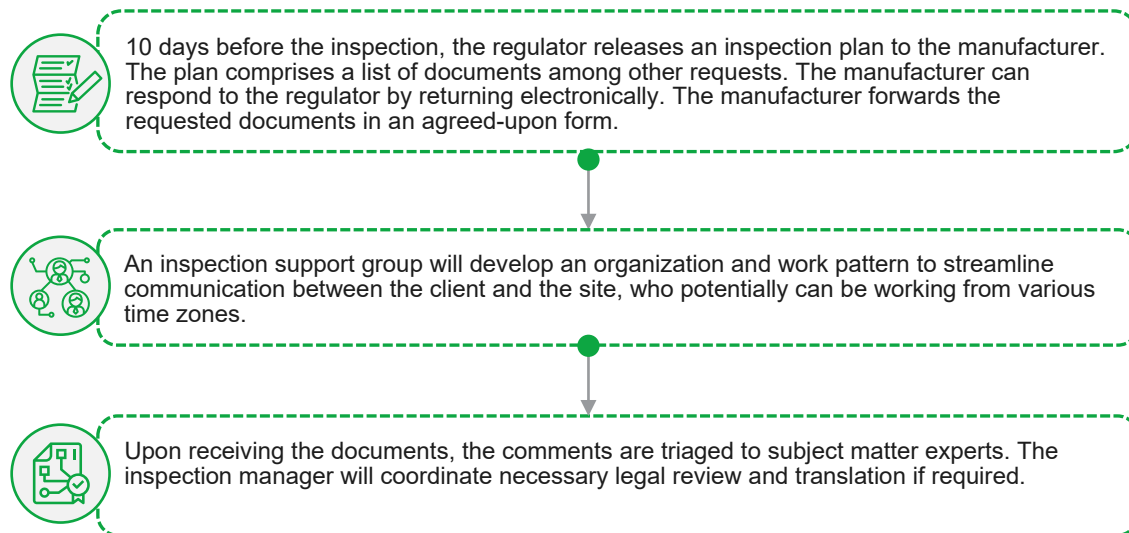 10 days before the inspection, the regulator releases an inspection plan to the manufacturer.
The plan comprises a list of documents among other requests. The manufacturer can
respond to the regulator by returning electronically. The manufacturer forwards the
requested documents in an agreed-upon form.
An inspection support group will develop an organization and work pattern to streamline
communication between the client and the site, who potentially can be working from various
time zones.
Upon receiving the documents, the comments are triaged to subject matter experts. The
inspection manager will coordinate necessary legal review and translation if required.